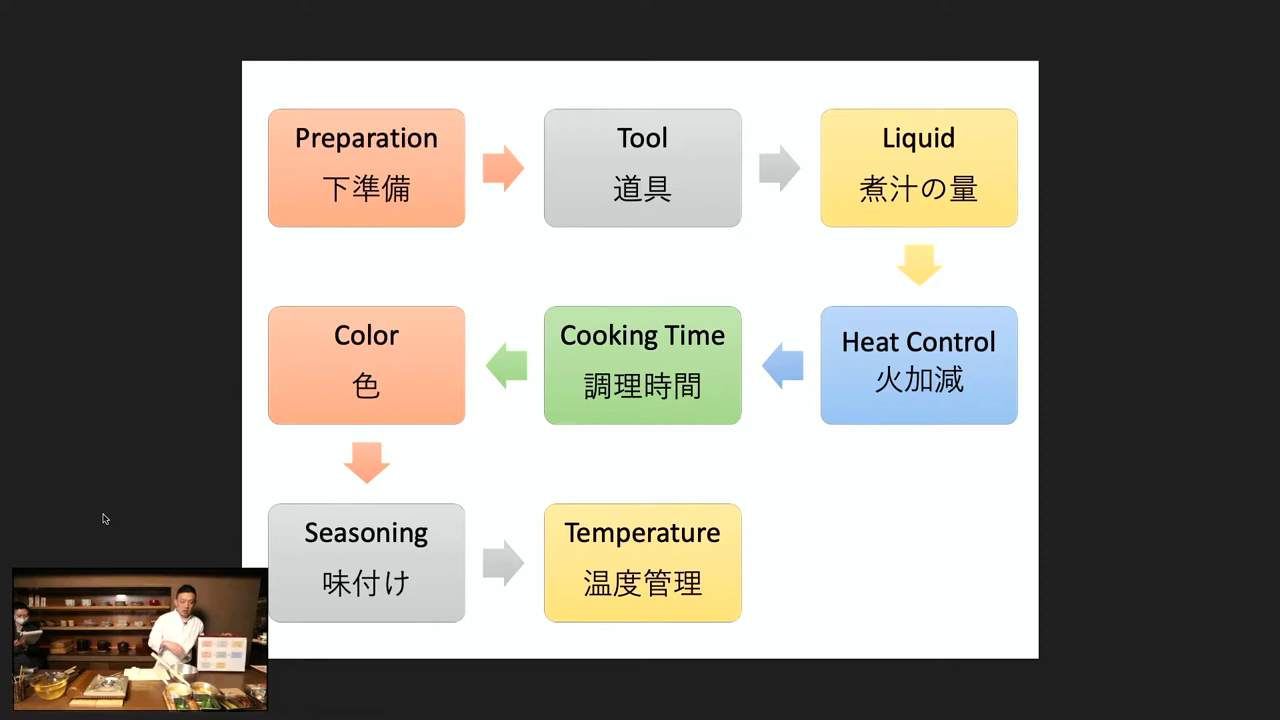 Preparation
下準備
Tool
道具
Liquid
煮汁の量
Heat Control
火加減
Cooking Time
調理時間
Color
色
Seasoning
味付け
Temperature
温度管理